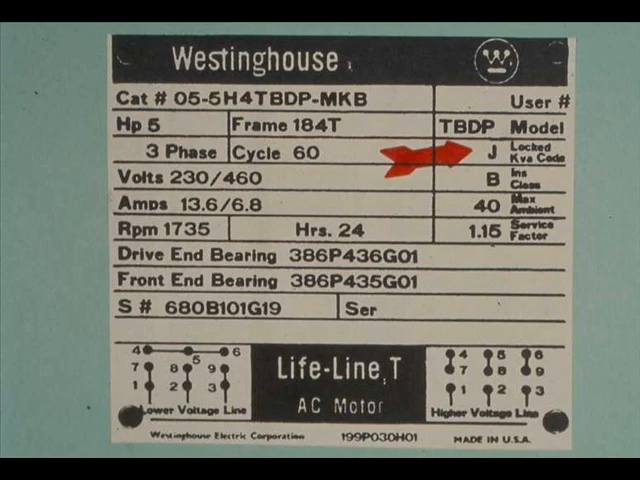 Westinghouse
W
Cat # 05-5H4TBDP-MKB User #
Hp 5 Frame 184T TBDP Model
3 Phase Cycle 60 J Locked Kva Code
Volts 230/460 B Ins Class
Amps 13.6/6.8 40 Max Ambient
Rpm 1735 Hrs. 24 1.15 Service Factor
Drive End Bearing 386P436G01
Front End Bearing 386P435G01
S # 680B101G19 Ser
4 5 6
7 8 9
1 2 3
Lower Voltage Line
Life-Line, T
AC Motor
4 5 6
7 8 9
1 2 3
Higher Voltage Line
Westinghouse Electric Corporation 199P030H01 MADE IN U.S.A.